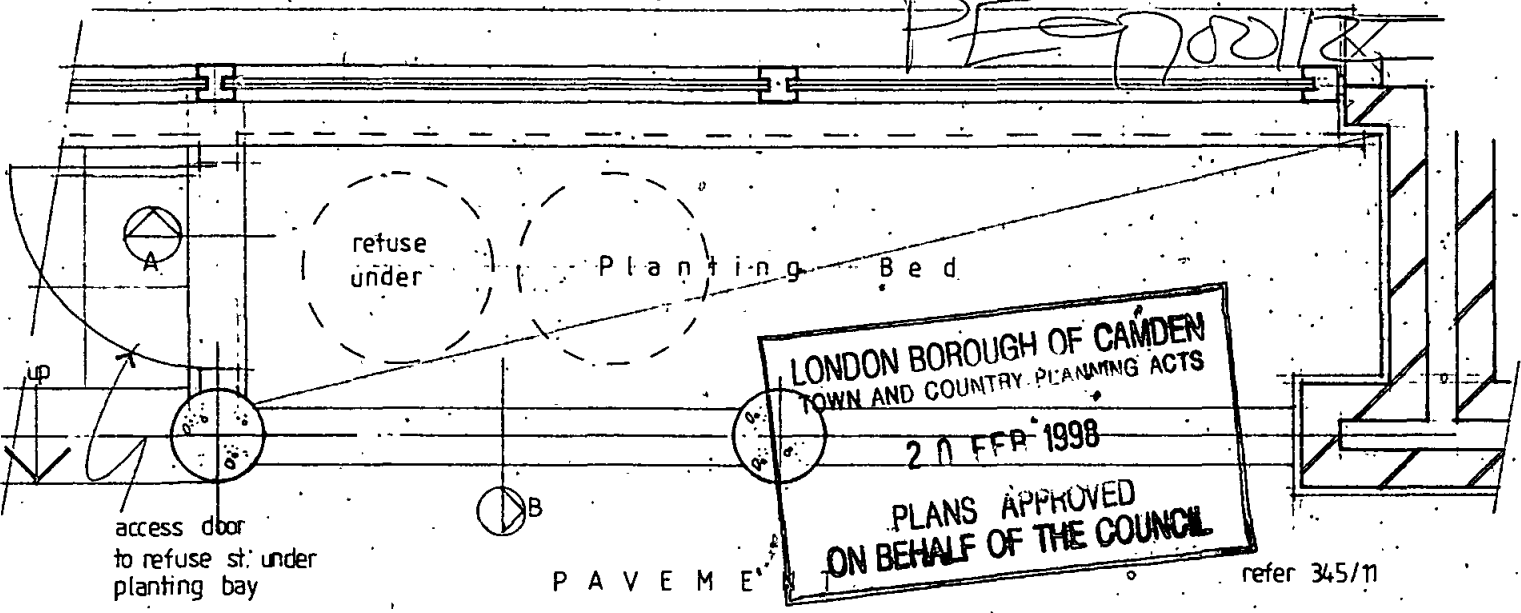 refuse
under
Planting Bed
A
up
B
access door
to refuse st. under
planting bay
LONDON BOROUGH OF CAMDEN
TOWN AND COUNTRY PLANNING ACTS
20 FEB 1998
PLANS APPROVED
ON BEHALF OF THE COUNCIL
refer 345/11